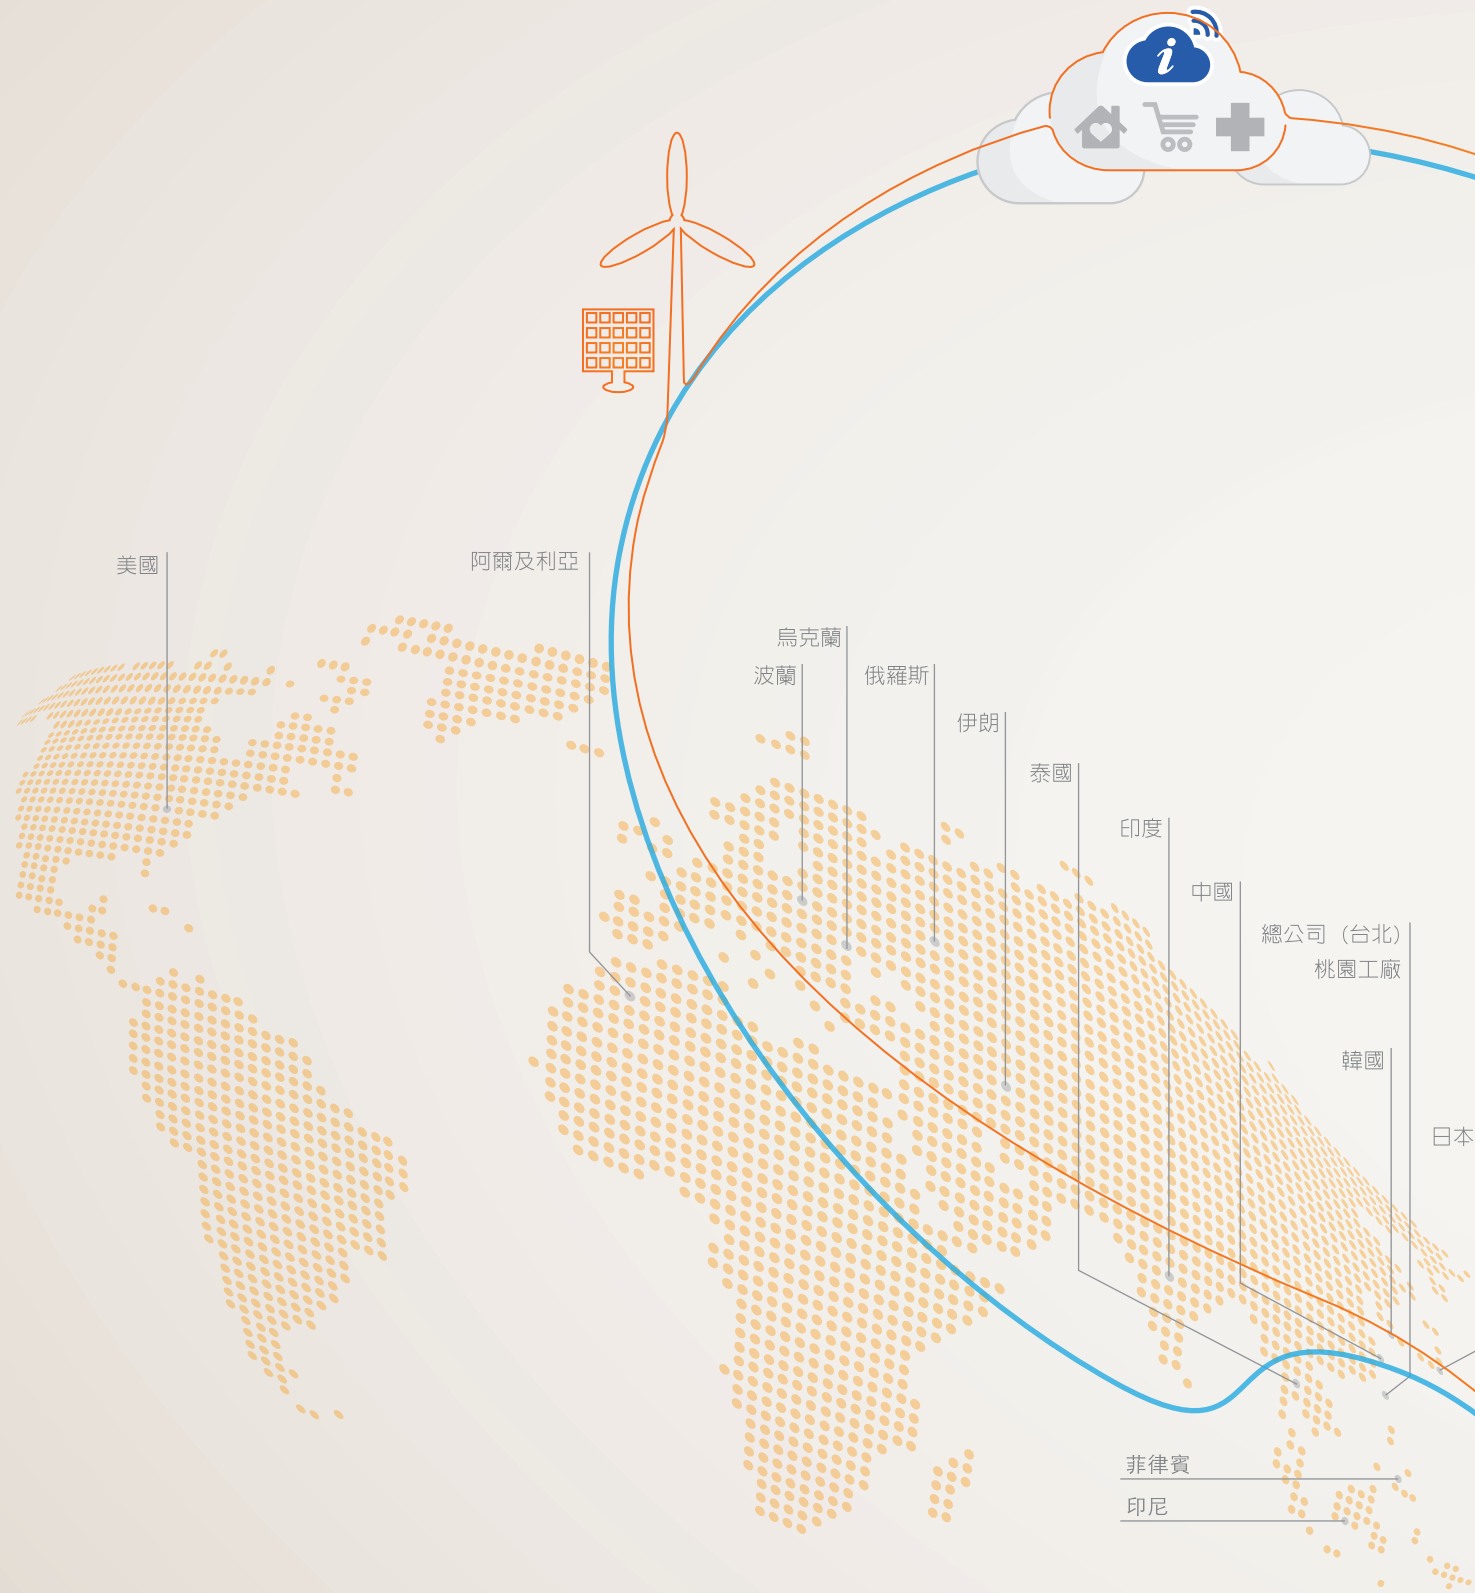 i
美國
阿爾及利亞
烏克蘭
波蘭
俄羅斯
伊朗
泰國
印度
中國
總公司（台北）
桃園工廠
韓國
日本
菲律賓
印尼